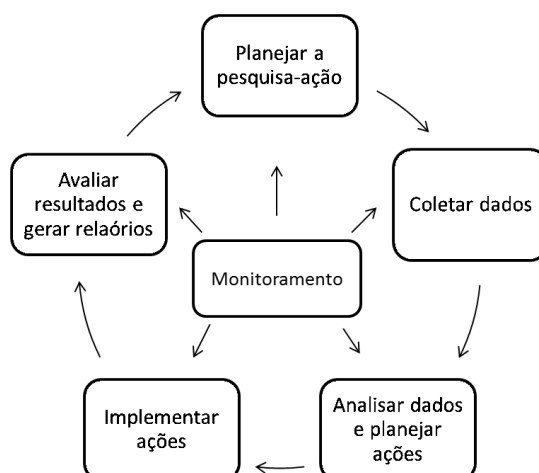 Planejar a
pesquisa-ação
Avaliar
resultados e
gerar relaórios
Coletar dados
Monitoramento
Implementar
ações
Analisar dados
e planejar
ações